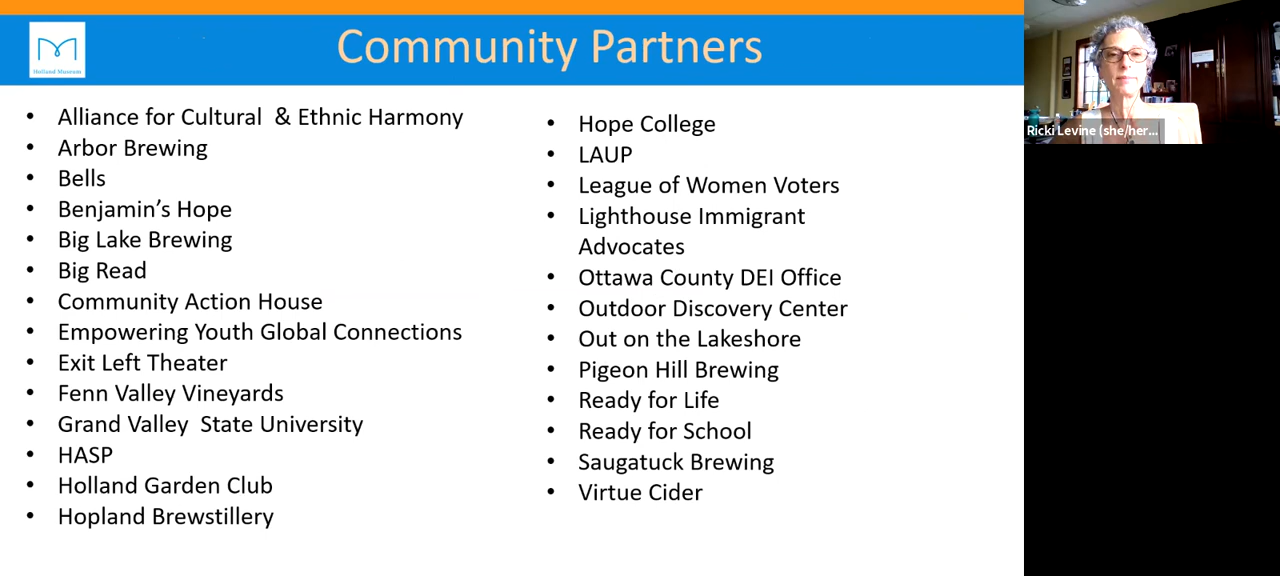 Community Partners
Holland Museum
• Alliance for Cultural & Ethnic Harmony
• Arbor Brewing
• Bells
• Benjamin's Hope
• Big Lake Brewing
• Big Read
• Community Action House
• Empowering Youth Global Connections
• Exit Left Theater
• Fenn Valley Vineyards
• Grand Valley State University
• HASP
• Holland Garden Club
• Hopland Brewstillery
• Hope College
• LAUP
• League of Women Voters
• Lighthouse Immigrant
Advocates
• Ottawa County DEI Office
• Outdoor Discovery Center
• Out on the Lakeshore
• Pigeon Hill Brewing
• Ready for Life
• Ready for School
• Saugatuck Brewing
• Virtue Cider
Ricki Levine (she/her...